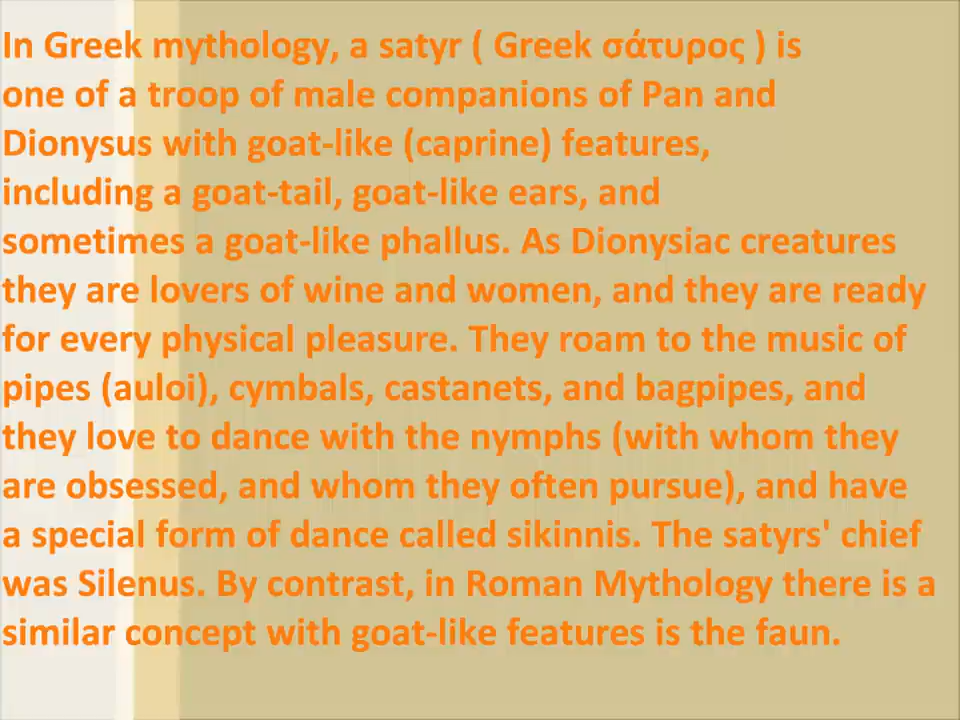 In Greek mythology, a satyr ( Greek σάτυρος ) is
one of a troop of male companions of Pan and
Dionysus with goat-like (caprine) features,
including a goat-tail, goat-like ears, and
sometimes a goat-like phallus. As Dionysiac creatures
they are lovers of wine and women, and they are ready
for every physical pleasure. They roam to the music of
pipes (auloi), cymbals, castanets, and bagpipes, and
they love to dance with the nymphs (with whom they
are obsessed, and whom they often pursue), and have
a special form of dance called sikinnis. The satyrs' chief
was Silenus. By contrast, in Roman Mythology there is a
similar concept with goat-like features is the faun.